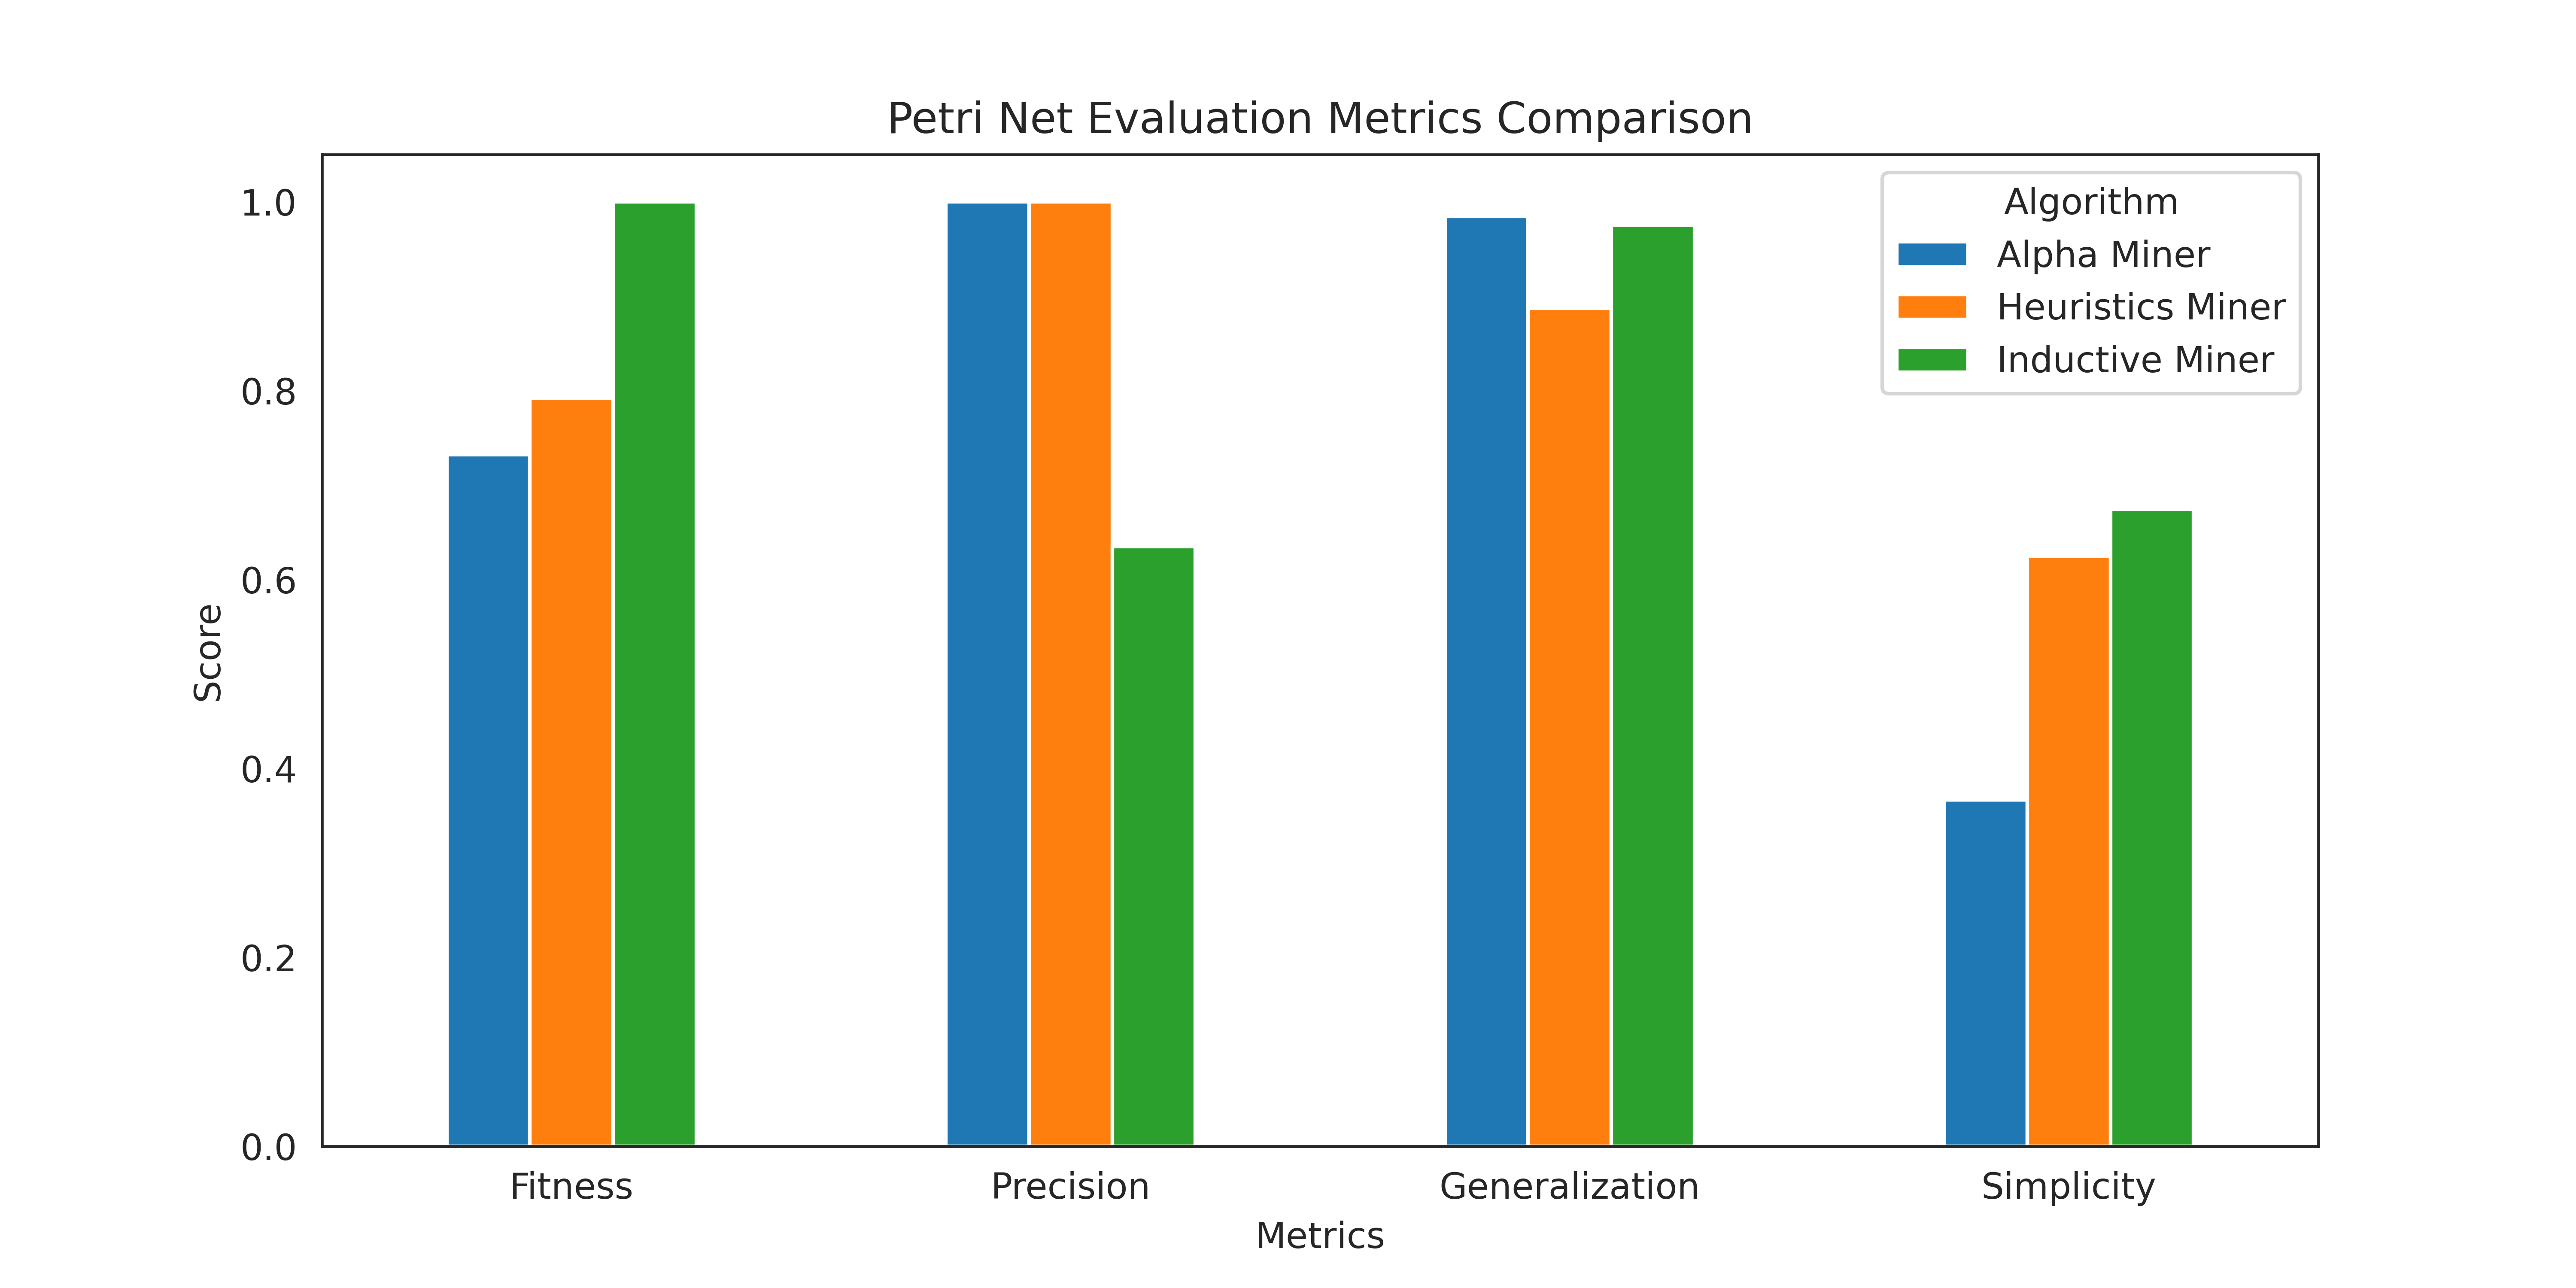 Petri Net Evaluation Metrics Comparison
1.0
0.8
0.6
0.4
0.2
0.0
Score
Algorithm
Alpha Miner
Heuristics Miner
Inductive Miner
Fitness
Precision
Generalization
Simplicity
Metrics